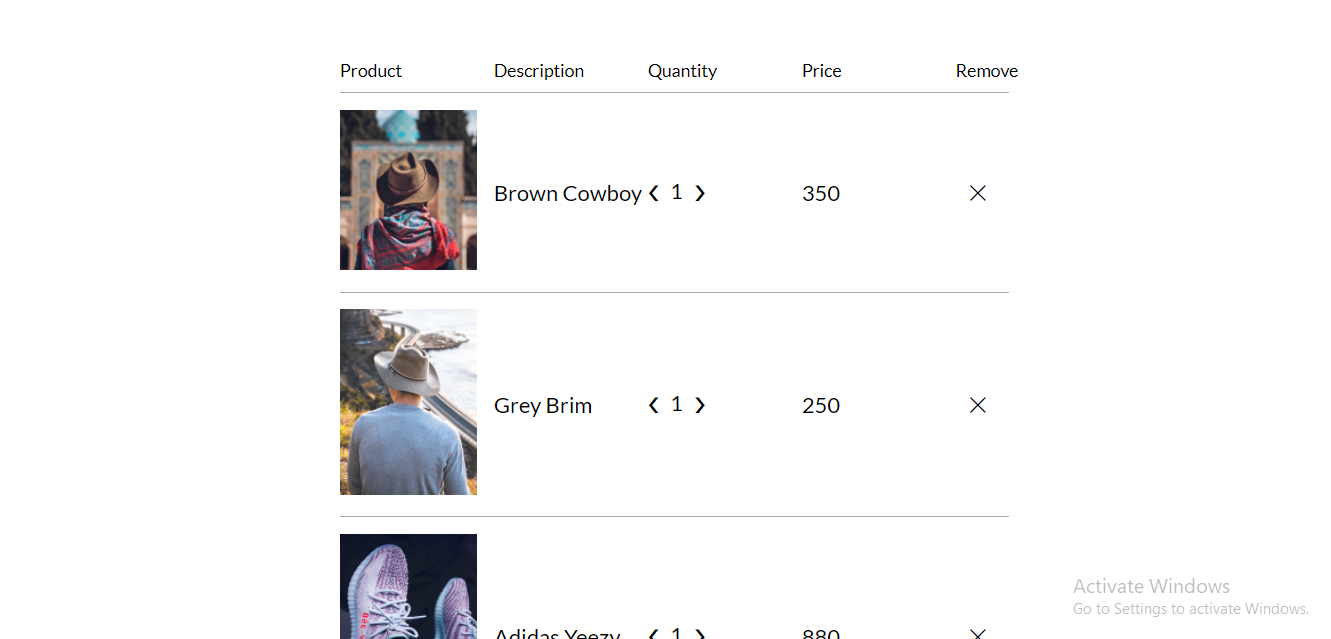 Product Description Quantity Price Remove
Brown Cowboy ❮ 1 ❯ 350 ✕
Grey Brim ❮ 1 ❯ 250 ✕
Adidas Yeezy ❮ 1 ❯ 880 ✕
Activate Windows
Go to Settings to activate Windows.